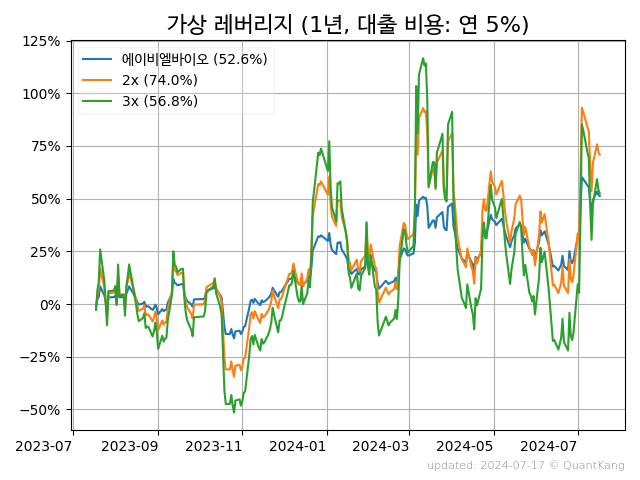 가상 레버리지 (1년, 대출 비용: 연 5%)
125%
100%
75%
50%
25%
0%
−25%
−50%
에이비엘바이오 (52.6%)
2x (74.0%)
3x (56.8%)
2023-07 2023-09 2023-11 2024-01 2024-03 2024-05 2024-07
updated: 2024-07-17 © QuantKang